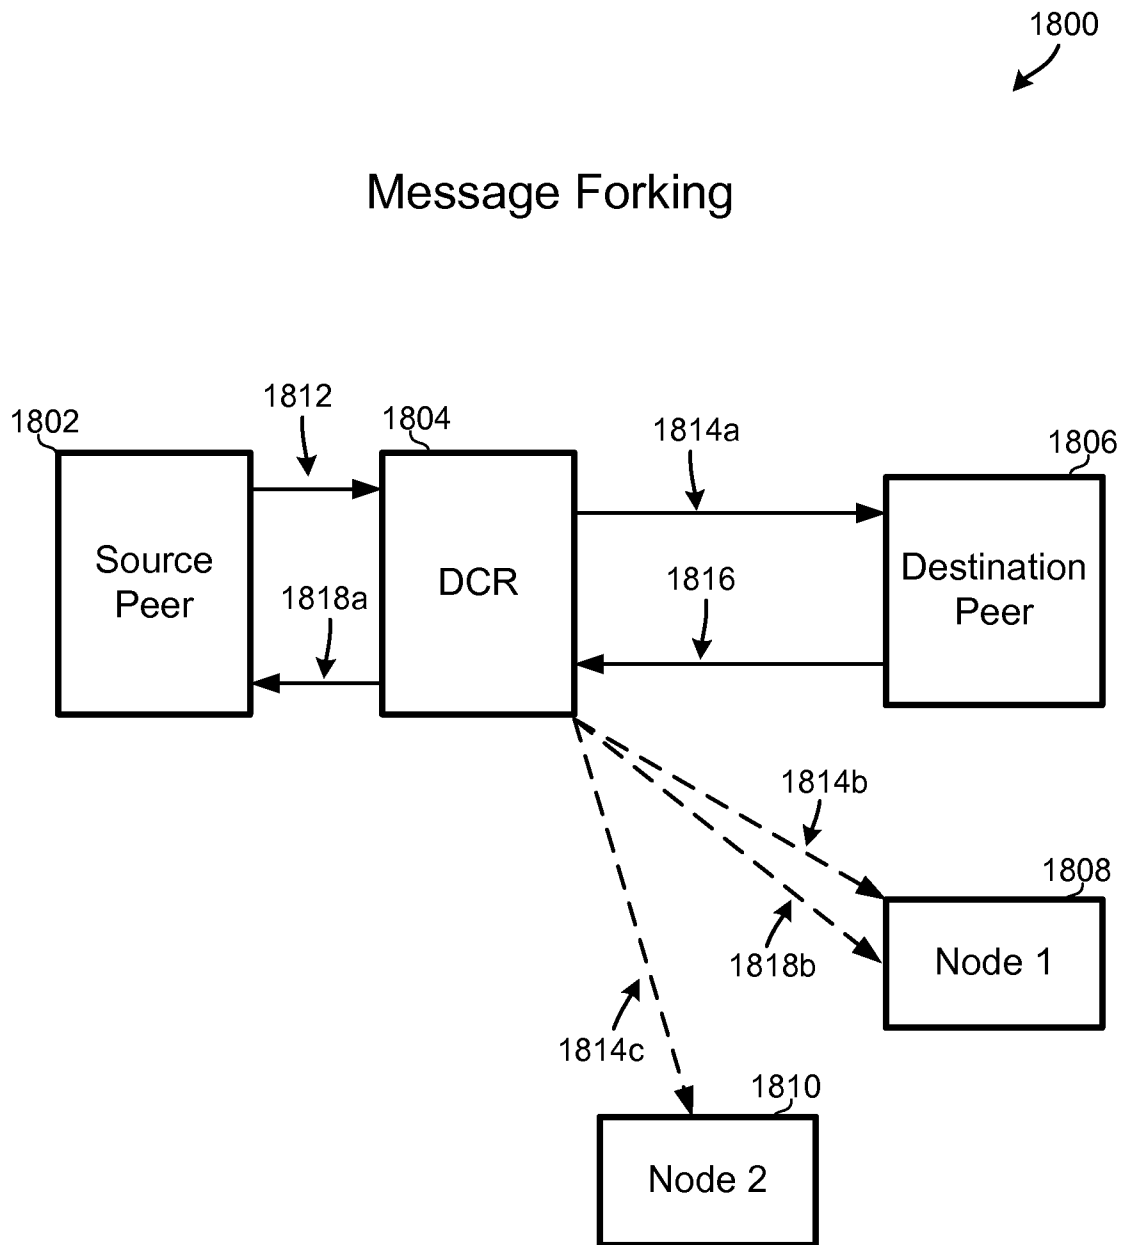 1800
Message Forking
1812
1802
1804
1814a
1806
Source
Peer
1818a
DCR
1816
Destination
Peer
1814b
1808
1818b
Node 1
1814c
1810
Node 2